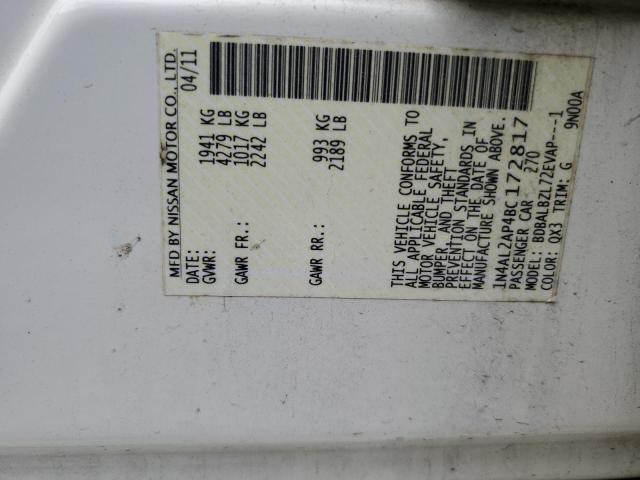 MFD BY NISSAN MOTOR CO., LTD.
DATE: 04/11
GVWR: 1941 KG
4279 LB
GAWR FR.: 1017 KG
2242 LB
GAWR RR.: 993 KG
2189 LB
THIS VEHICLE CONFORMS TO
ALL APPLICABLE FEDERAL
MOTOR VEHICLE SAFETY,
BUMPER, AND THEFT
PREVENTION STANDARDS IN
EFFECT ON THE DATE OF
MANUFACTURE SHOWN ABOVE.
1N4AL2AP4BC172817
PASSENGER CAR 270
MODEL: BDBALBZL72EVAP---1
COLOR: QX3 TRIM: G 9N00A